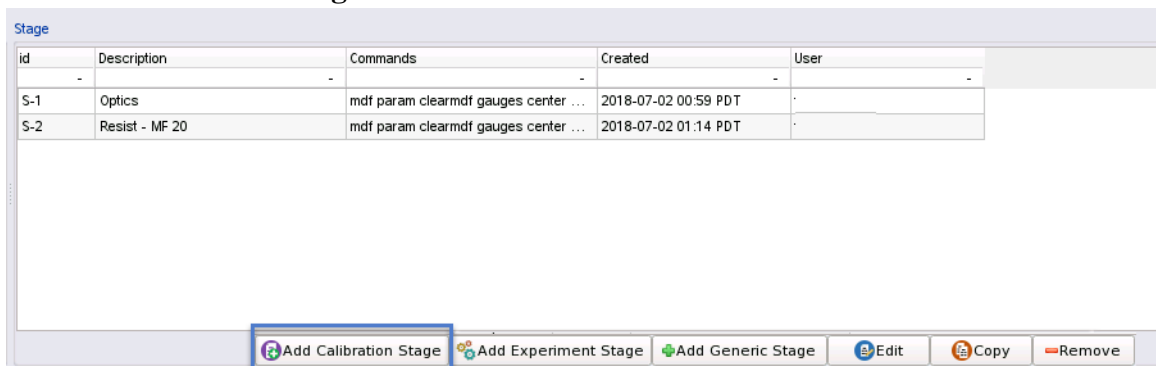 Stage
id Description Commands Created User
- - - - -
S-1 Optics mdf param clearmdf gauges center ... 2018-07-02 00:59 PDT
S-2 Resist - MF 20 mdf param clearmdf gauges center ... 2018-07-02 01:14 PDT
Add Calibration Stage Add Experiment Stage Add Generic Stage Edit Copy Remove